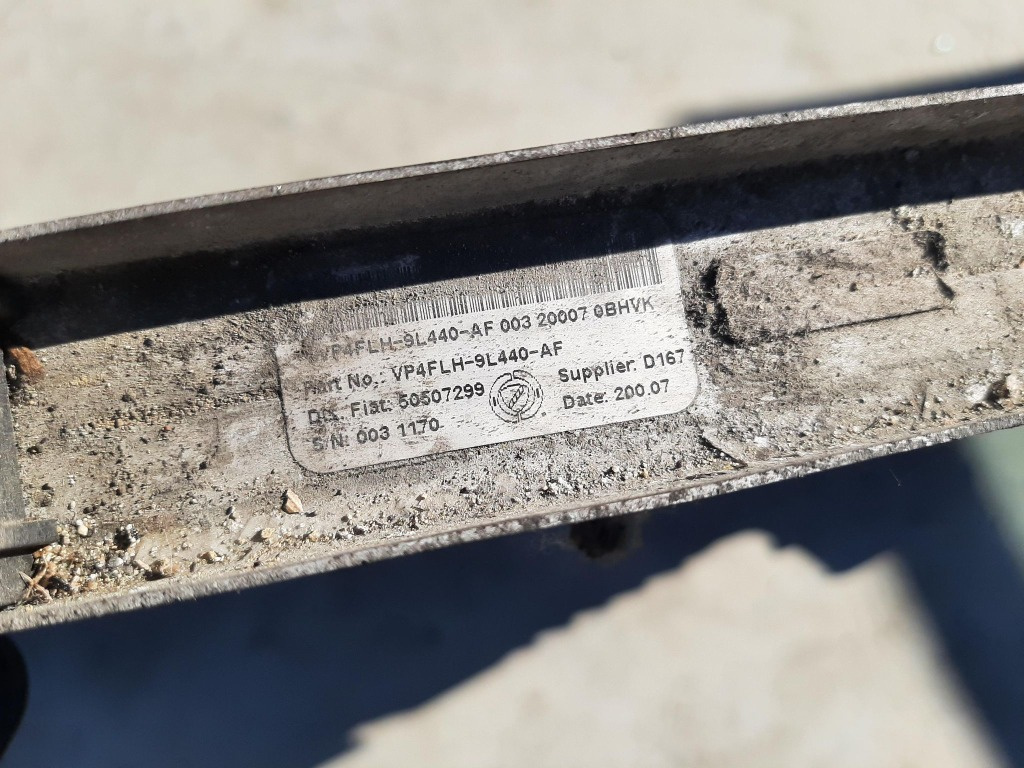 VP4FLH-9L440-AF 003 20007 0BHVK
Part No.: VP4FLH-9L440-AF
Dis. Fiat: 50507299
Supplier: D167
S/N: 003 1170
Date: 200.07